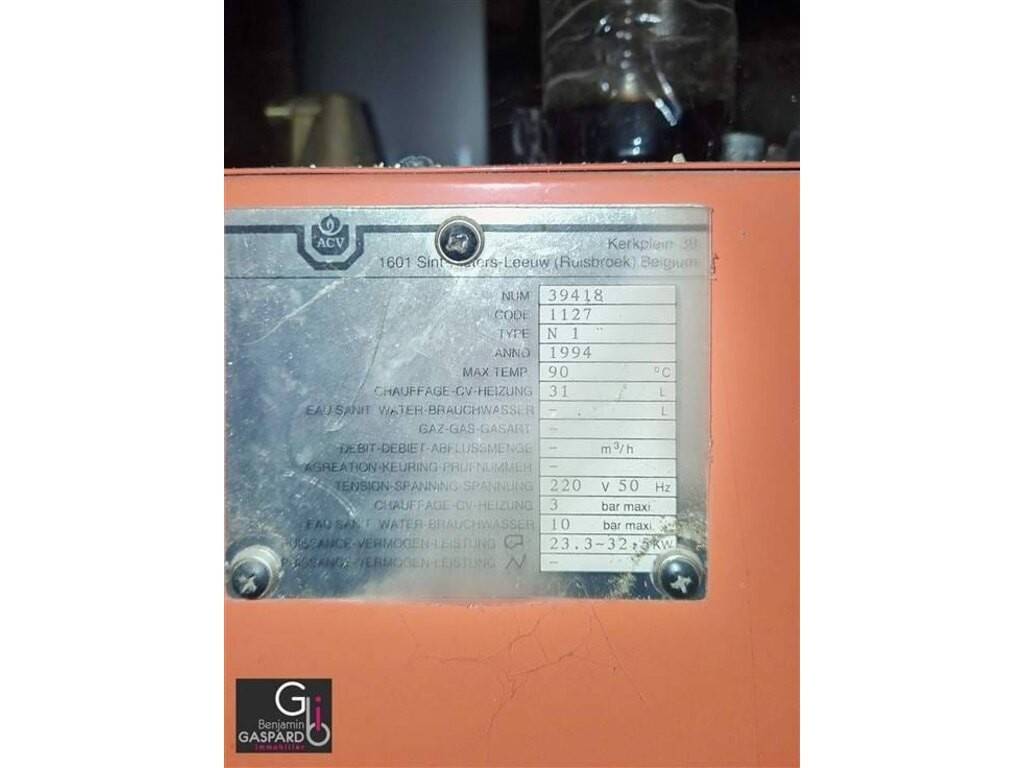 ACV
Kerkplein 39
1601 Sint-Pieters-Leeuw (Ruisbroek) Belgium
NUM 39418
CODE 1127
TYPE N 1
ANNO 1994
MAX TEMP. 90 °C
CHAUFFAGE-CV-HEIZUNG 31 L
EAU SANIT. WATER-BRAUCHWASSER - L
GAZ-GAS-GASART -
DEBIT-DEBIET-ABFLUSSMENGE - m³/h
AGREATION-KEURING-PRUFNUMMER -
TENSION-SPANNING-SPANNUNG 220 V 50 Hz
CHAUFFAGE-CV-HEIZUNG 3 bar maxi.
EAU SANIT. WATER-BRAUCHWASSER 10 bar maxi.
PUISSANCE-VERMOGEN-LEISTUNG 23.3-32.5KW
PUISSANCE-VERMOGEN-LEISTUNG -
G
Benjamin
GASPARD
immobilier